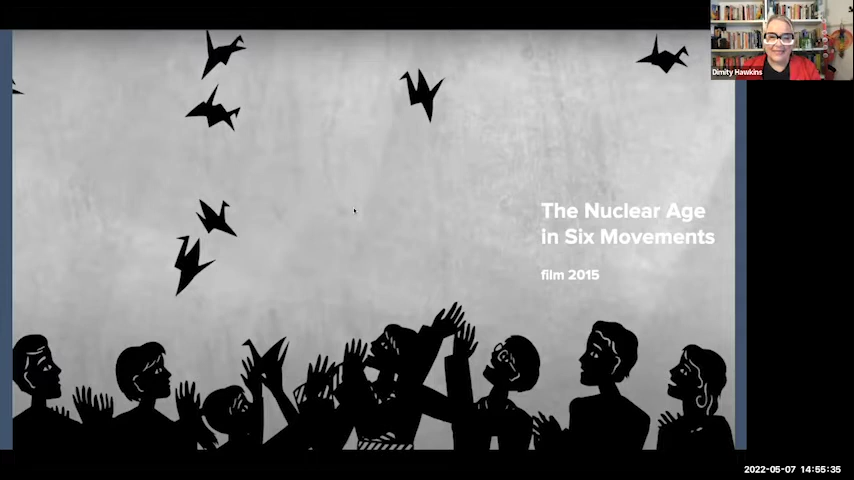 Dimity Hawkins
The Nuclear Age
in Six Movements
film 2015
2022-05-07 14:55:35